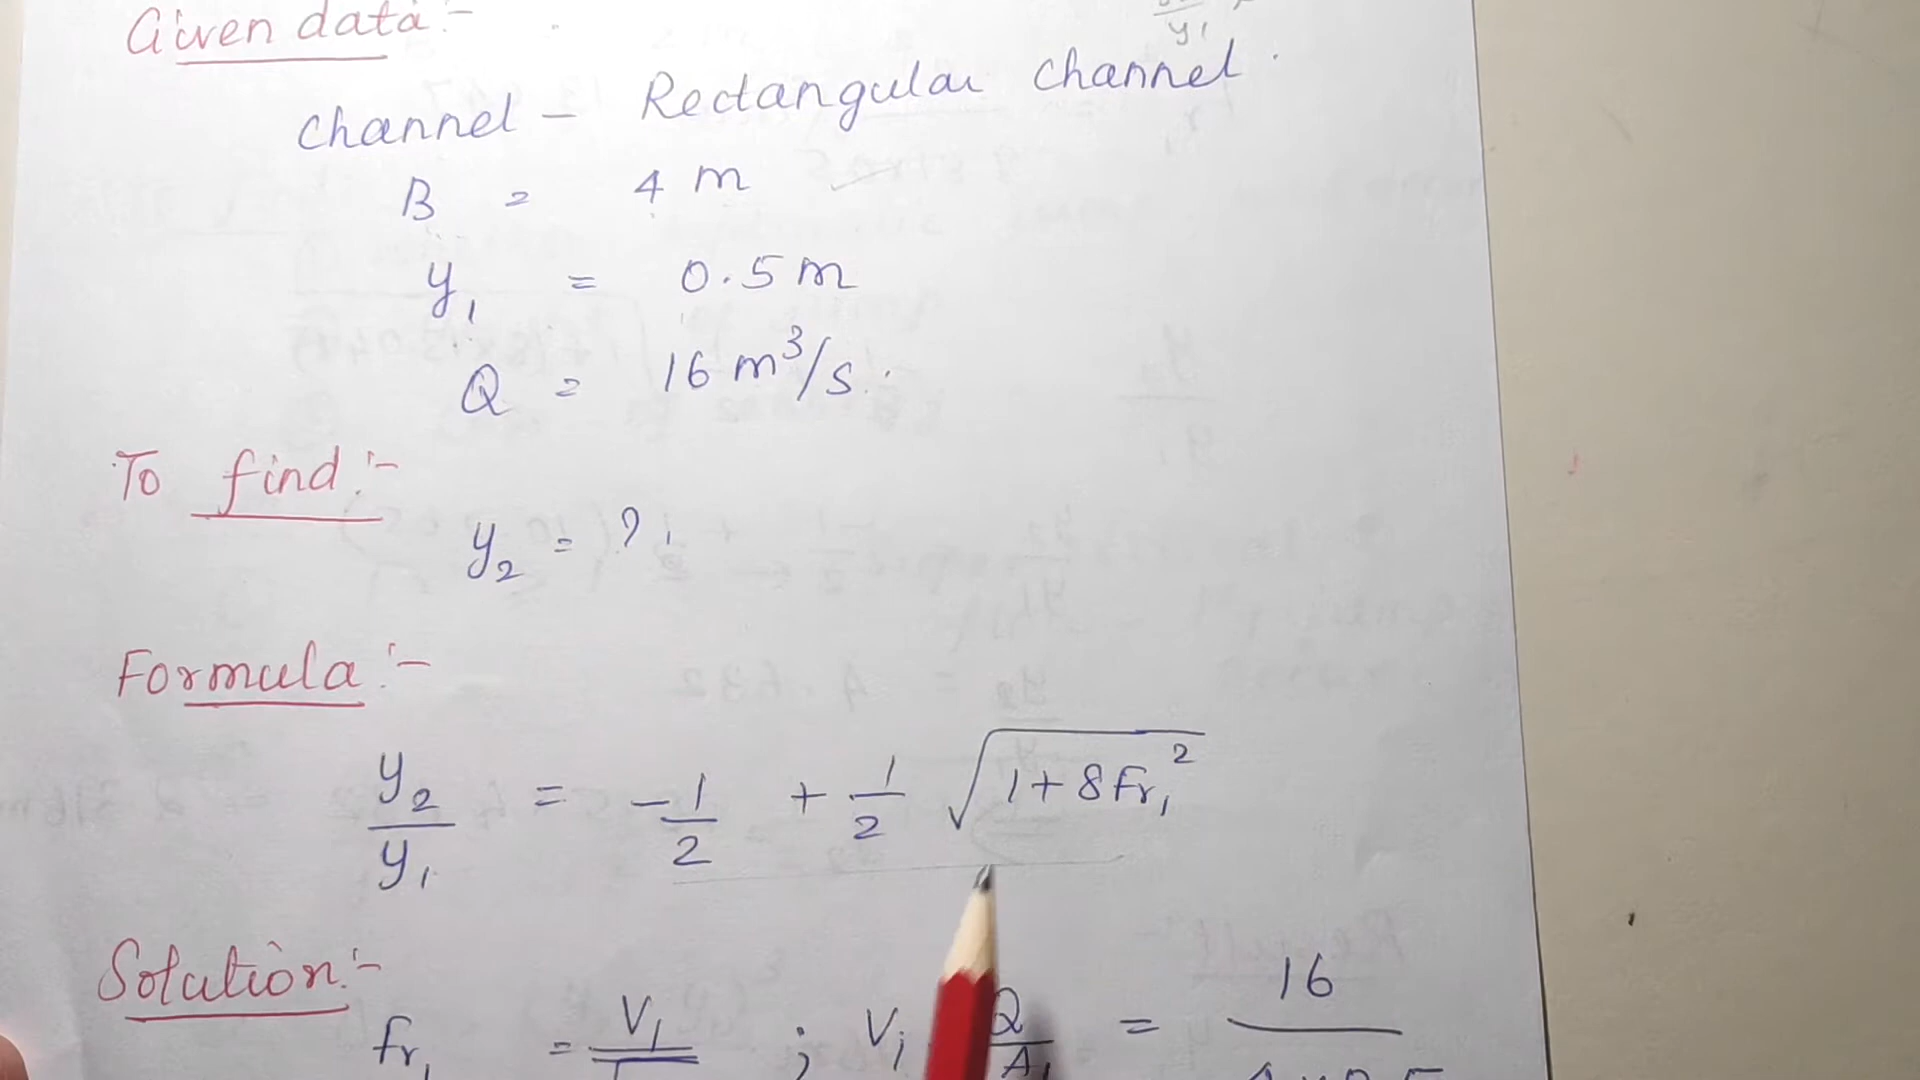 Given data:-
y1
channel - Rectangular channel.
B = 4 m
y1 = 0.5 m
Q = 16 m³/s.
To find:-
y2 = ?
Formula:-
y2/y1 = -1/2 + 1/2 √(1+8Fr1²)
Solution:-
Fr1 = V1/√ ; V1 Q/A1 = 16